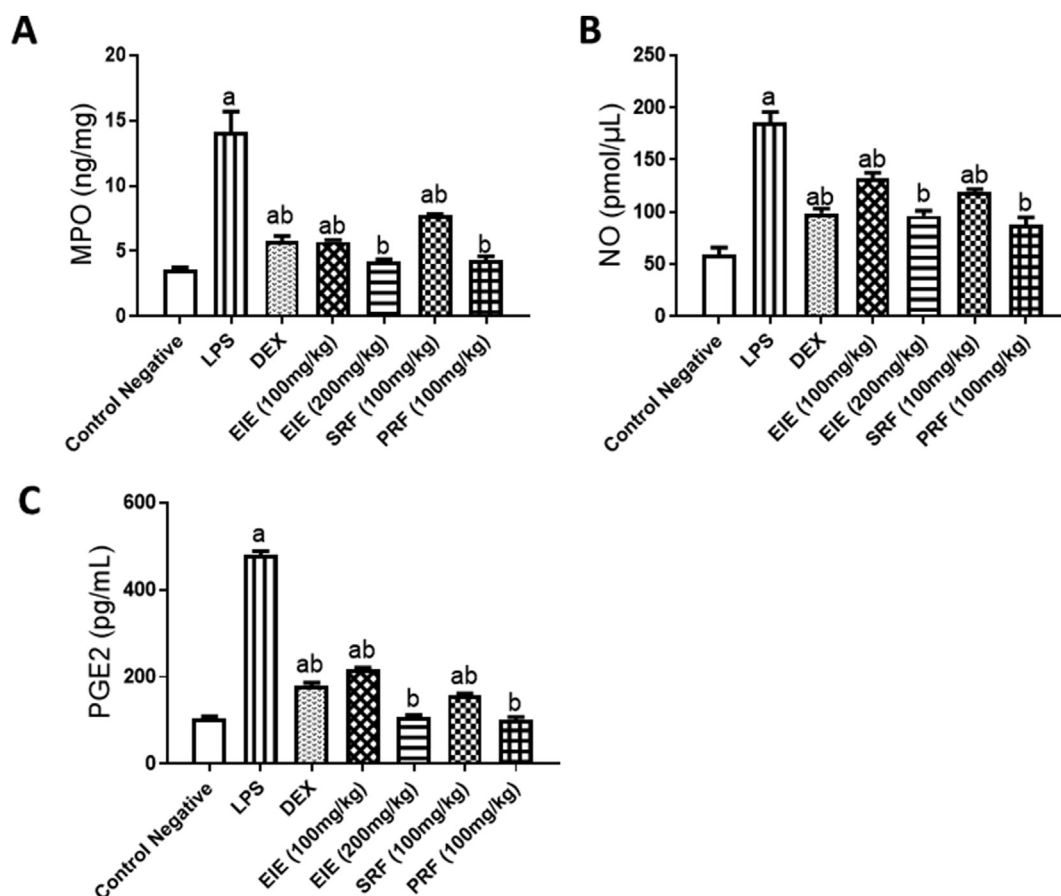 A
MPO (ng/mg)
20
15
10
5
0
a
ab
ab
b
ab
b
Control Negative
LPS
DEX
EIE (100mg/kg)
EIE (200mg/kg)
SRF (100mg/kg)
PRF (100mg/kg)
B
NO (pmol/µL)
250
200
150
100
50
0
a
ab
ab
b
ab
b
Control Negative
LPS
DEX
EIE (100mg/kg)
EIE (200mg/kg)
SRF (100mg/kg)
PRF (100mg/kg)
C
PGE2 (pg/mL)
600
400
200
0
a
ab
ab
b
ab
b
Control Negative
LPS
DEX
EIE (100mg/kg)
EIE (200mg/kg)
SRF (100mg/kg)
PRF (100mg/kg)